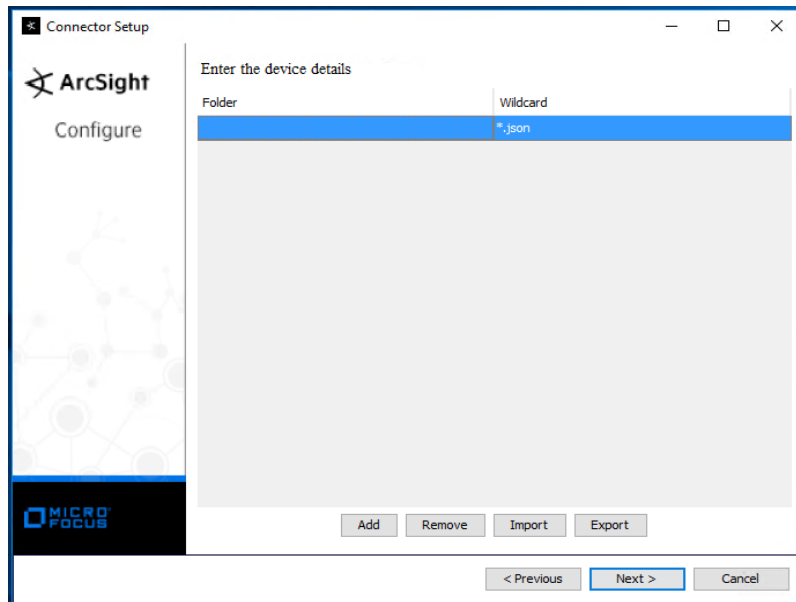 Connector Setup
ArcSight
Configure
Enter the device details
Folder Wildcard
*.json
Add Remove Import Export
MICRO
FOCUS
< Previous Next > Cancel